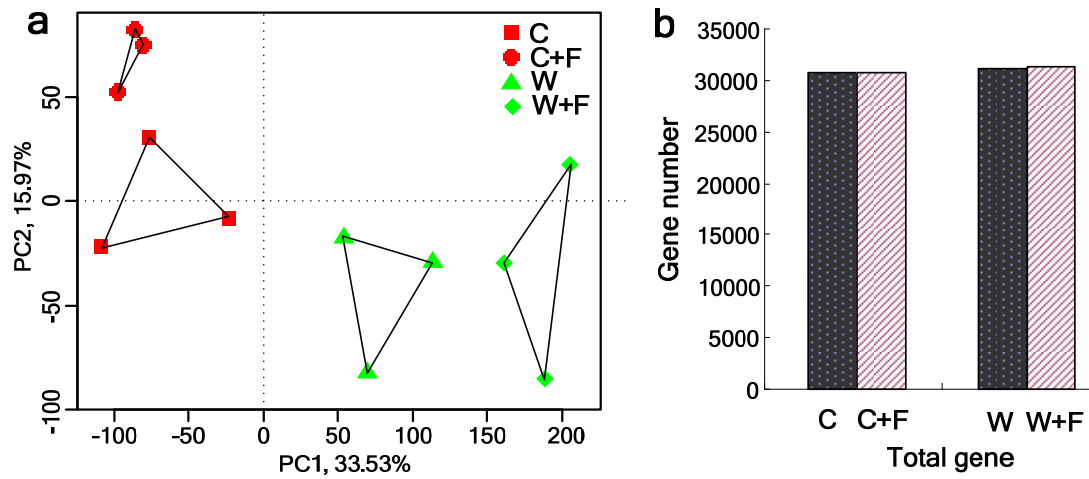 a
C
C+F
W
W+F
PC2, 15.97%
50
0
-50
-100
-100
-50
0
50
100
150
200
PC1, 33.53%
b
Gene number
35000
30000
25000
20000
15000
10000
5000
0
C
C+F
W
W+F
Total gene